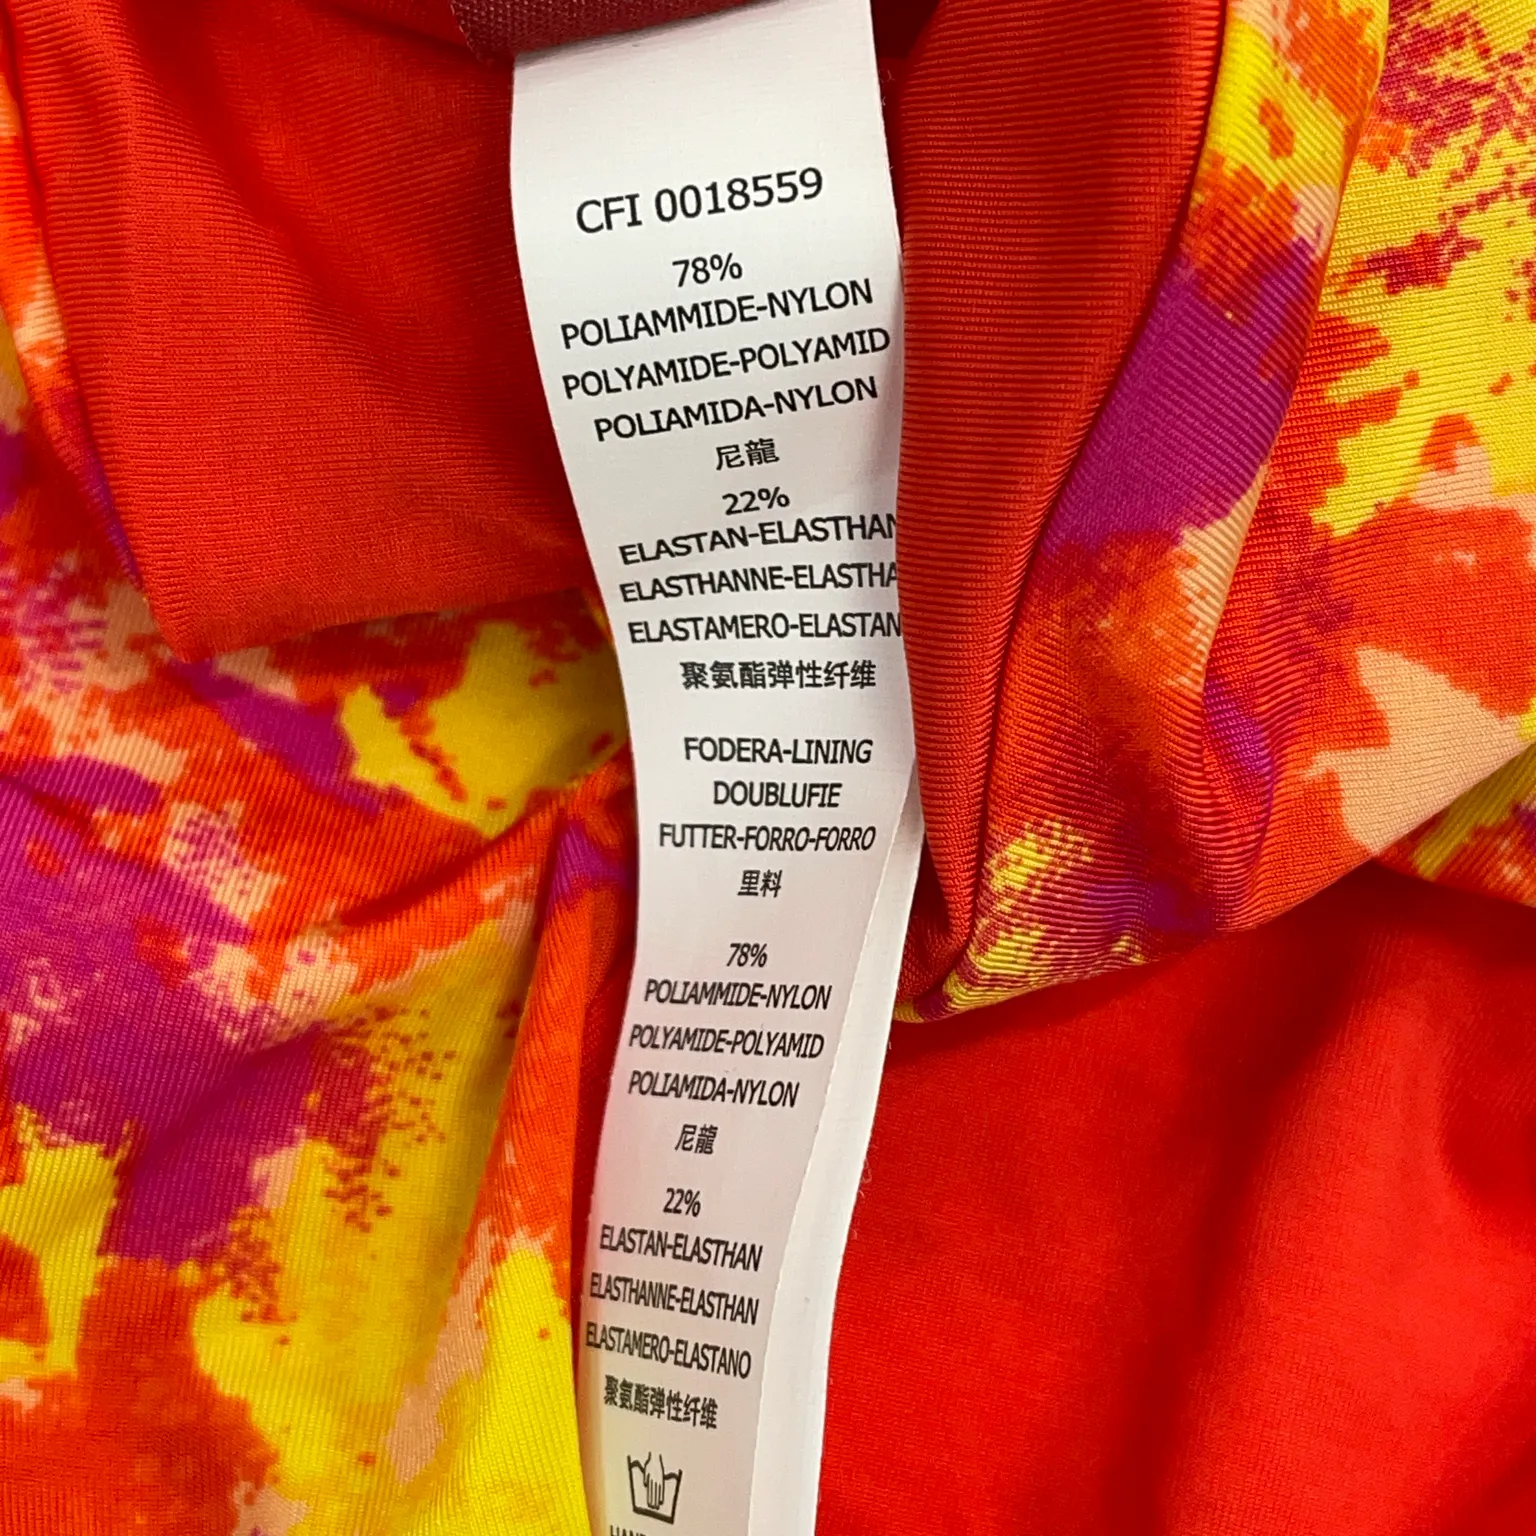 CFI 0018559
78%
POLIAMMIDE-NYLON
POLYAMIDE-POLYAMID
POLIAMIDA-NYLON
尼龍
22%
ELASTAN-ELASTHAN
ELASTHANNE-ELASTHA
ELASTAMERO-ELASTAN
聚氨酯弹性纤维
FODERA-LINING
DOUBLUFIE
FUTTER-FORRO-FORRO
里料
78%
POLIAMMIDE-NYLON
POLYAMIDE-POLYAMID
POLIAMIDA-NYLON
尼龍
22%
ELASTAN-ELASTHAN
ELASTHANNE-ELASTHAN
ELASTAMERO-ELASTANO
聚氨酯弹性纤维